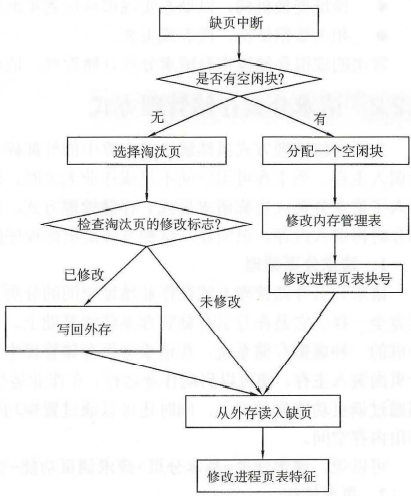 缺页中断
是否有空闲块?
无
有
选择淘汰页
分配一个空闲块
检查淘汰页的修改标志?
修改内存管理表
修改进程页表块号
已修改
未修改
写回外存
从外存读入缺页
修改进程页表特征